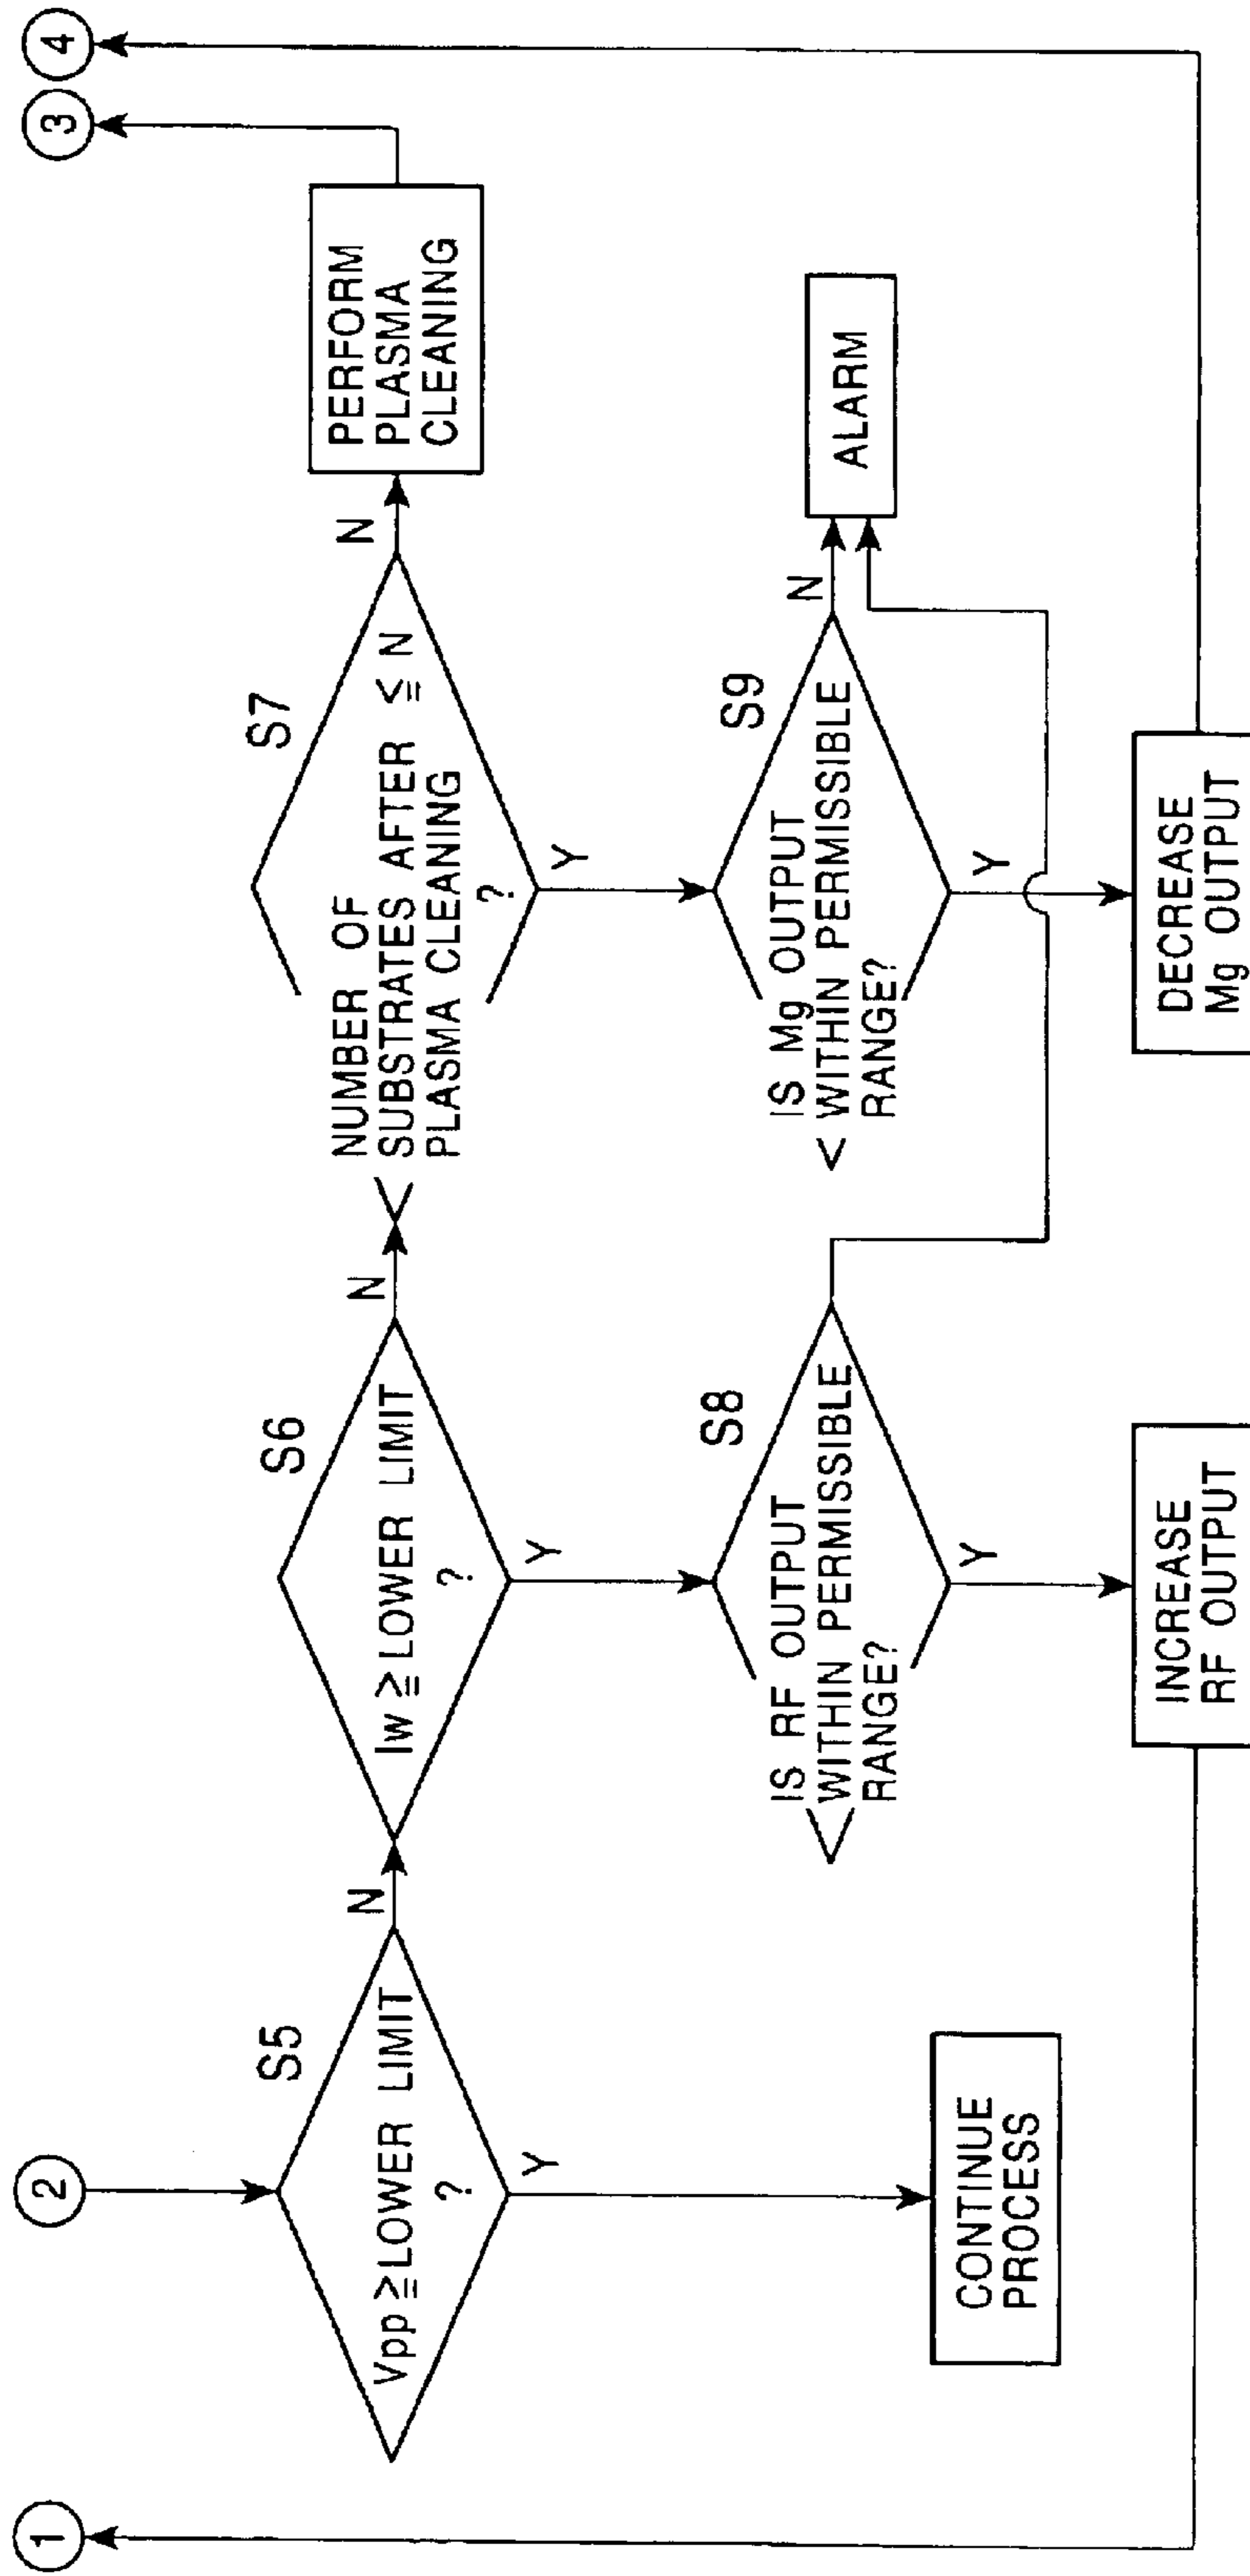 1
2
3
4
S5
Vpp ≧ LOWER LIMIT
?
N
Y
CONTINUE
PROCESS
S6
Iw ≧ LOWER LIMIT
?
N
Y
S7
NUMBER OF
SUBSTRATES AFTER ≦ N
PLASMA CLEANING
?
N
Y
PERFORM
PLASMA
CLEANING
S8
IS RF OUTPUT
WITHIN PERMISSIBLE
RANGE?
Y
INCREASE
RF OUTPUT
S9
IS Mg OUTPUT
WITHIN PERMISSIBLE
RANGE?
N
Y
ALARM
DECREASE
Mg OUTPUT